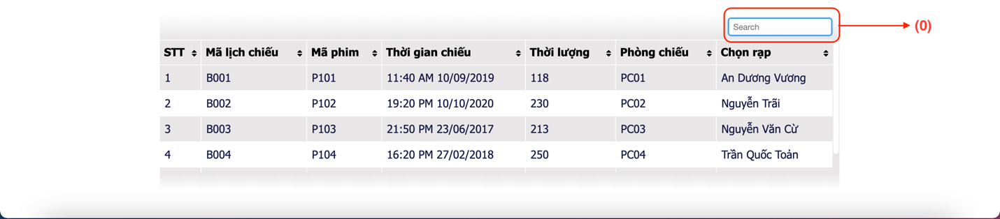 Search
(0)
STT Mã lịch chiếu Mã phim Thời gian chiếu Thời lượng Phòng chiếu Chọn rạp
1 B001 P101 11:40 AM 10/09/2019 118 PC01 An Dương Vương
2 B002 P102 19:20 PM 10/10/2020 230 PC02 Nguyễn Trãi
3 B003 P103 21:50 PM 23/06/2017 213 PC03 Nguyễn Văn Cừ
4 B004 P104 16:20 PM 27/02/2018 250 PC04 Trần Quốc Toản